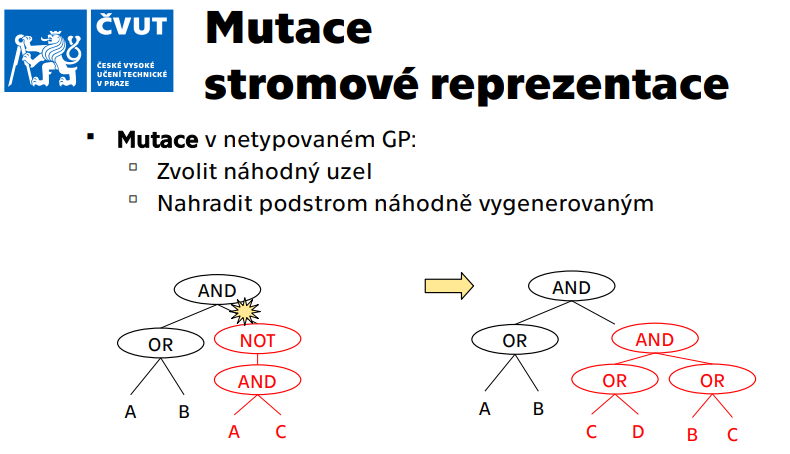 ČVUT
ČESKÉ VYSOKÉ
UČENÍ TECHNICKÉ
V PRAZE
Mutace
stromové reprezentace
Mutace v netypovaném GP:
Zvolit náhodný uzel
Nahradit podstrom náhodně vygenerovaným
AND
OR
NOT
AND
A
B
A
C
AND
OR
AND
OR
OR
A
B
C
D
B
C